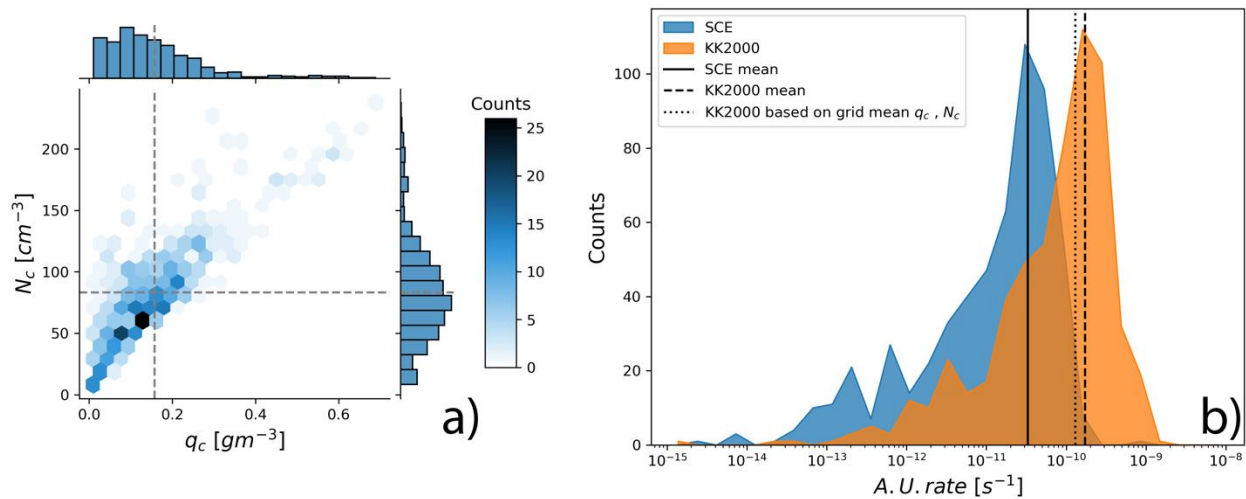 Counts
25
20
15
10
5
0
N_c [cm^{-3}]
200
150
100
50
0
0.0 0.2 0.4 0.6
q_c [gm^{-3}]
a)
SCE
KK2000
SCE mean
KK2000 mean
KK2000 based on grid mean q_c , N_c
Counts
100
80
60
40
20
0
10^{-15} 10^{-14} 10^{-13} 10^{-12} 10^{-11} 10^{-10} 10^{-9} 10^{-8}
A.U.rate [s^{-1}]
b)